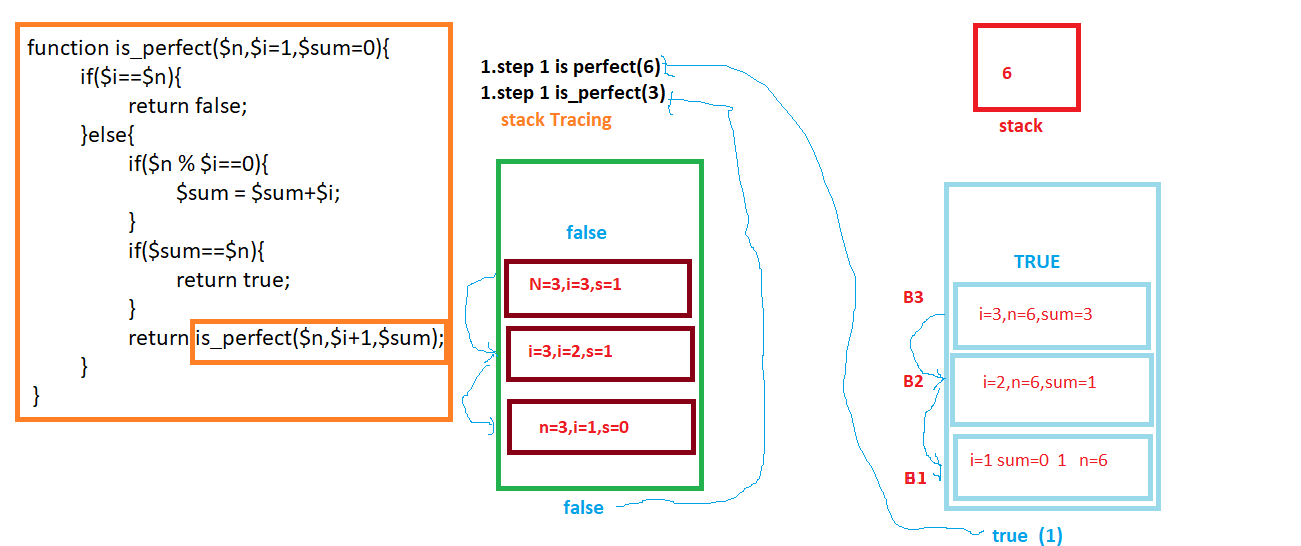 function is_perfect($n,$i=1,$sum=0){
if($i==$n){
return false;
}else{
if($n % $i==0){
$sum = $sum+$i;
}
if($sum==$n){
return true;
}
return is_perfect($n,$i+1,$sum);
}
}
1.step 1 is perfect(6)
1.step 1 is_perfect(3)
stack Tracing
false
N=3,i=3,s=1
i=3,i=2,s=1
n=3,i=1,s=0
false
6
stack
TRUE
B3
i=3,n=6,sum=3
B2
i=2,n=6,sum=1
B1
i=1 sum=0 1 n=6
true (1)